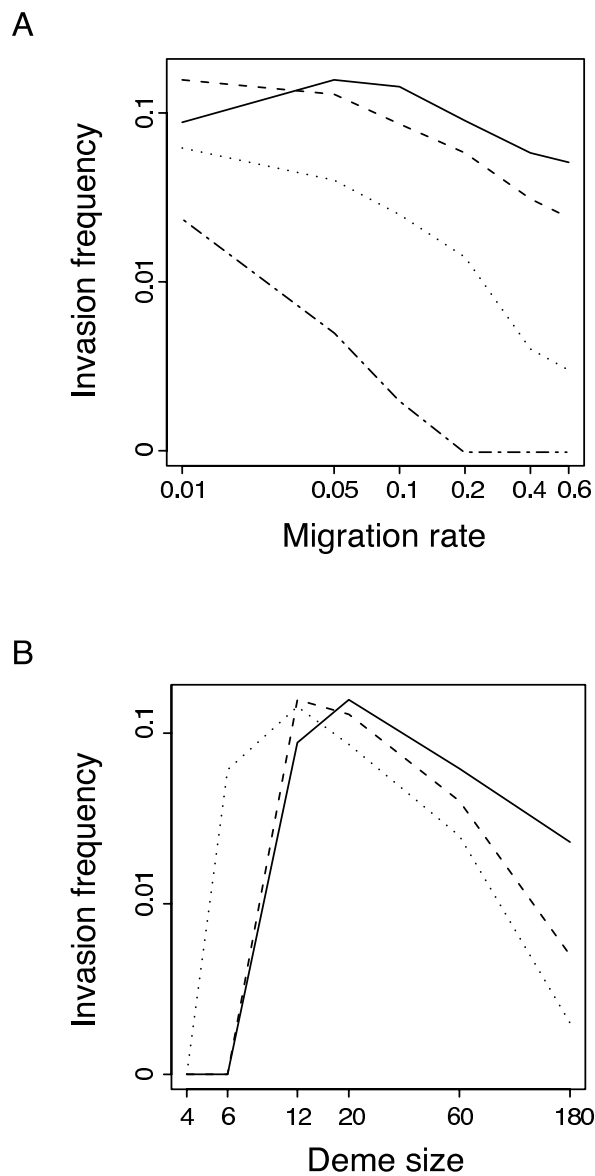 A
Invasion frequency
0.1
0.01
0
0.01 0.05 0.1 0.2 0.4 0.6
Migration rate
B
Invasion frequency
0.1
0.01
0
4 6 12 20 60 180
Deme size